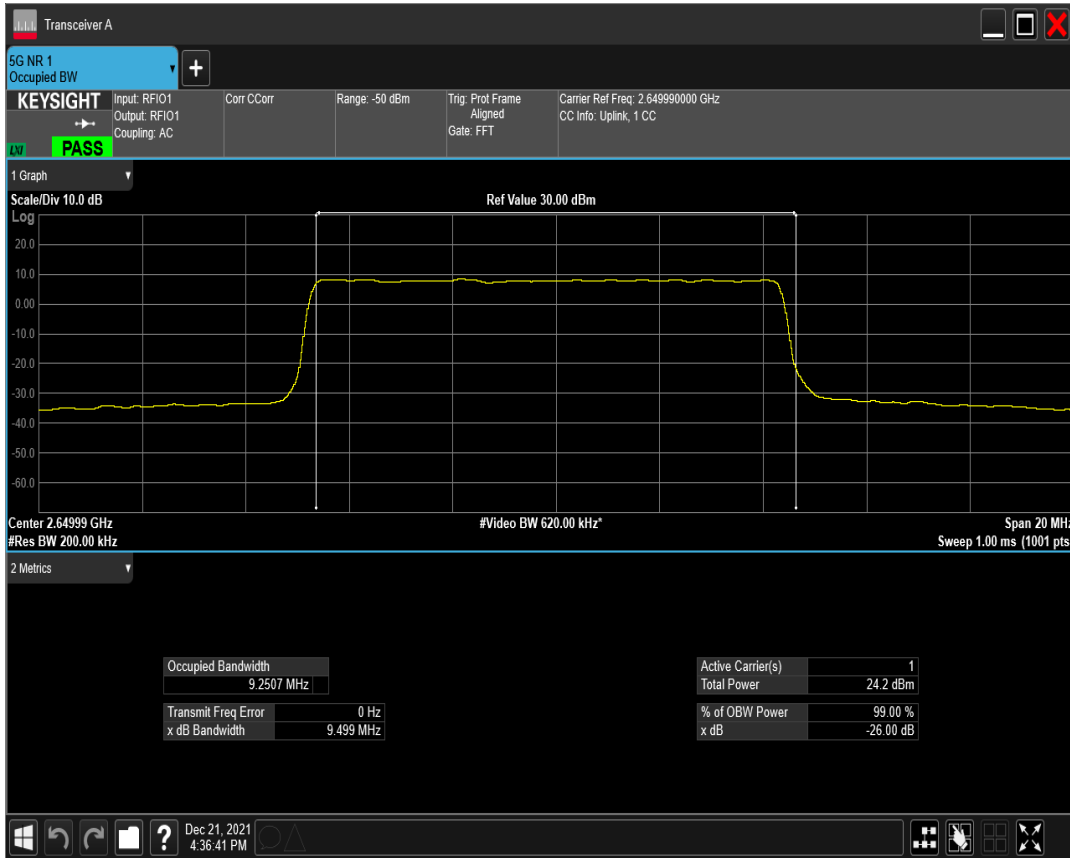 Transceiver A
5G NR 1
Occupied BW
+
KEYSIGHT
Input: RFIO1
Output: RFIO1
Coupling: AC
LXI
PASS
Corr CCorr
Range: -50 dBm
Trig: Prot Frame
Aligned
Gate: FFT
Carrier Ref Freq: 2.649990000 GHz
CC Info: Uplink, 1 CC
1 Graph
Scale/Div 10.0 dB
Ref Value 30.00 dBm
Log
20.0
10.0
0.00
-10.0
-20.0
-30.0
-40.0
-50.0
-60.0
Center 2.64999 GHz
#Video BW 620.00 kHz*
Span 20 MHz
#Res BW 200.00 kHz
Sweep 1.00 ms (1001 pts
2 Metrics
Occupied Bandwidth
9.2507 MHz
Transmit Freq Error 0 Hz
x dB Bandwidth 9.499 MHz
Active Carrier(s) 1
Total Power 24.2 dBm
% of OBW Power 99.00 %
x dB -26.00 dB
?
Dec 21, 2021
4:36:41 PM